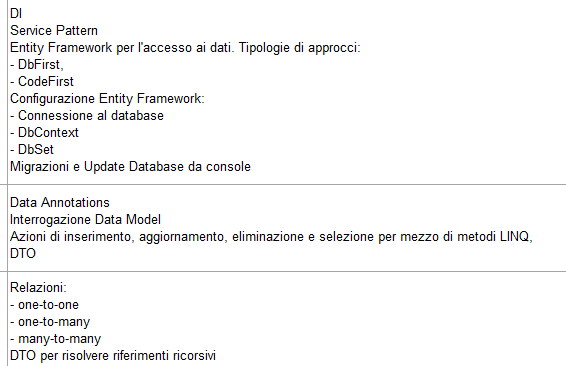 DI
Service Pattern
Entity Framework per l'accesso ai dati. Tipologie di approcci:
- DbFirst,
- CodeFirst
Configurazione Entity Framework:
- Connessione al database
- DbContext
- DbSet
Migrazioni e Update Database da console
Data Annotations
Interrogazione Data Model
Azioni di inserimento, aggiornamento, eliminazione e selezione per mezzo di metodi LINQ,
DTO
Relazioni:
- one-to-one
- one-to-many
- many-to-many
DTO per risolvere riferimenti ricorsivi